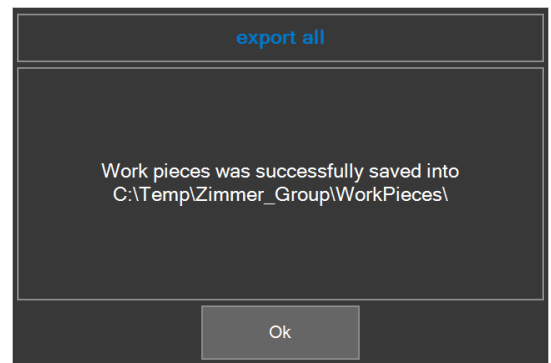 export all
Work pieces was successfully saved into
C:\Temp\Zimmer_Group\WorkPieces\
Ok